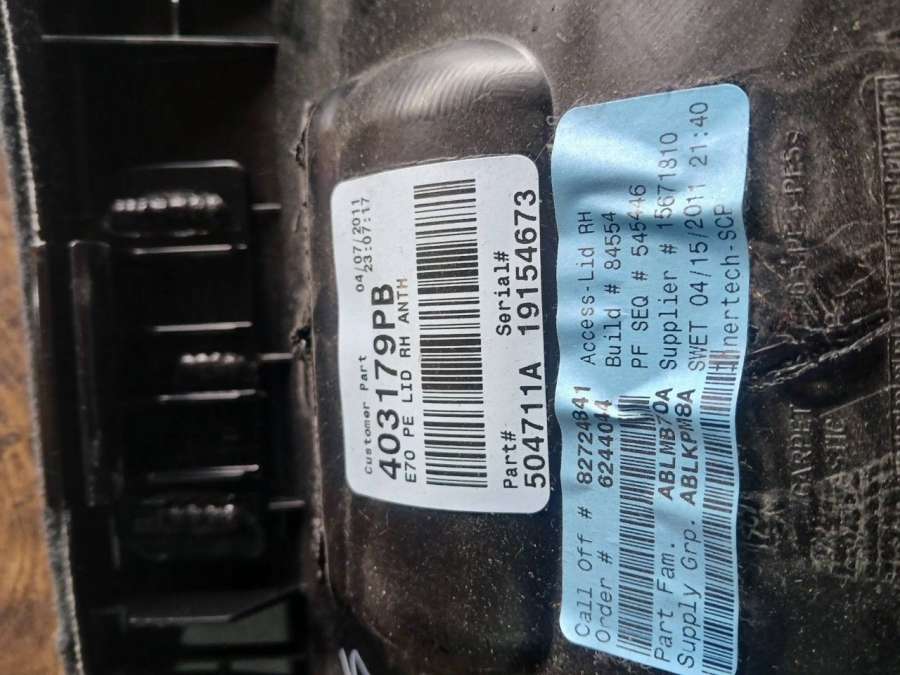 Customer Part
04/07/2011
23:07:17
403179PB
E70 PE LID RH ANTH
Part# Serial#
504711A 19154673
Call Off # 82724841 Access-Lid RH
Order # 6244044 Build # 84554
PF SEQ # 545446
Part Fam. ABLMB70A Supplier # 15671310
Supply Grp. ABLKPM8A SWET 04/15/2011 21:40
Innertech-SCP
CARPET